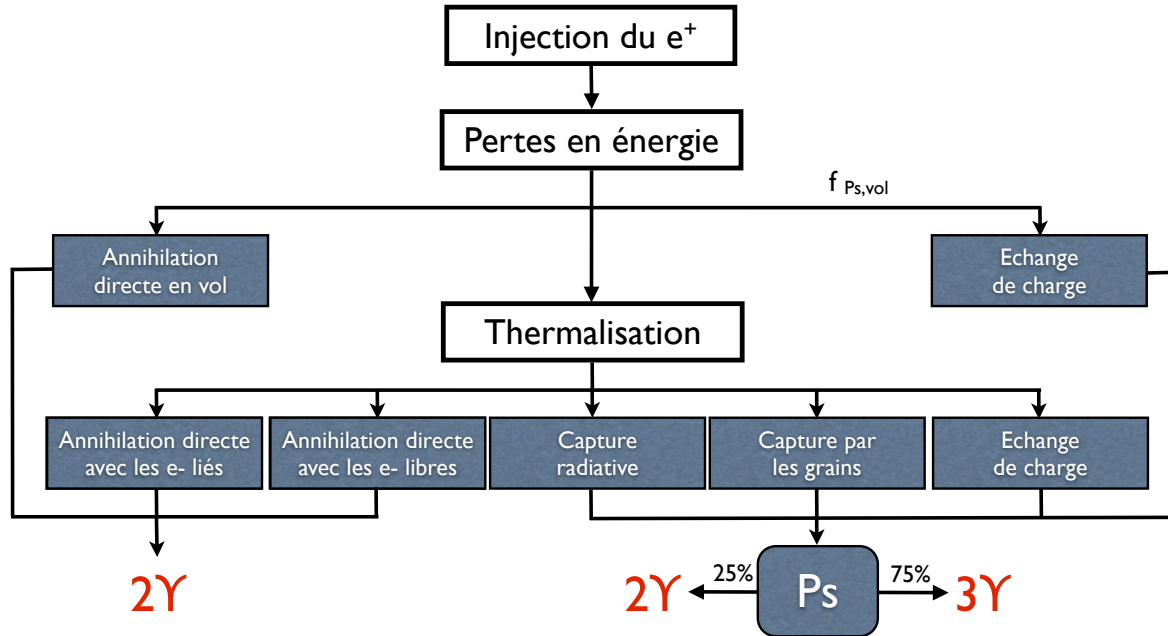 Injection du e⁺
Pertes en énergie
f Ps,vol
Annihilation
directe en vol
Echange
de charge
Thermalisation
Annihilation directe
avec les e- liés
Annihilation directe
avec les e- libres
Capture
radiative
Capture par
les grains
Echange
de charge
2ϒ
2ϒ
25%
Ps
75%
3ϒ